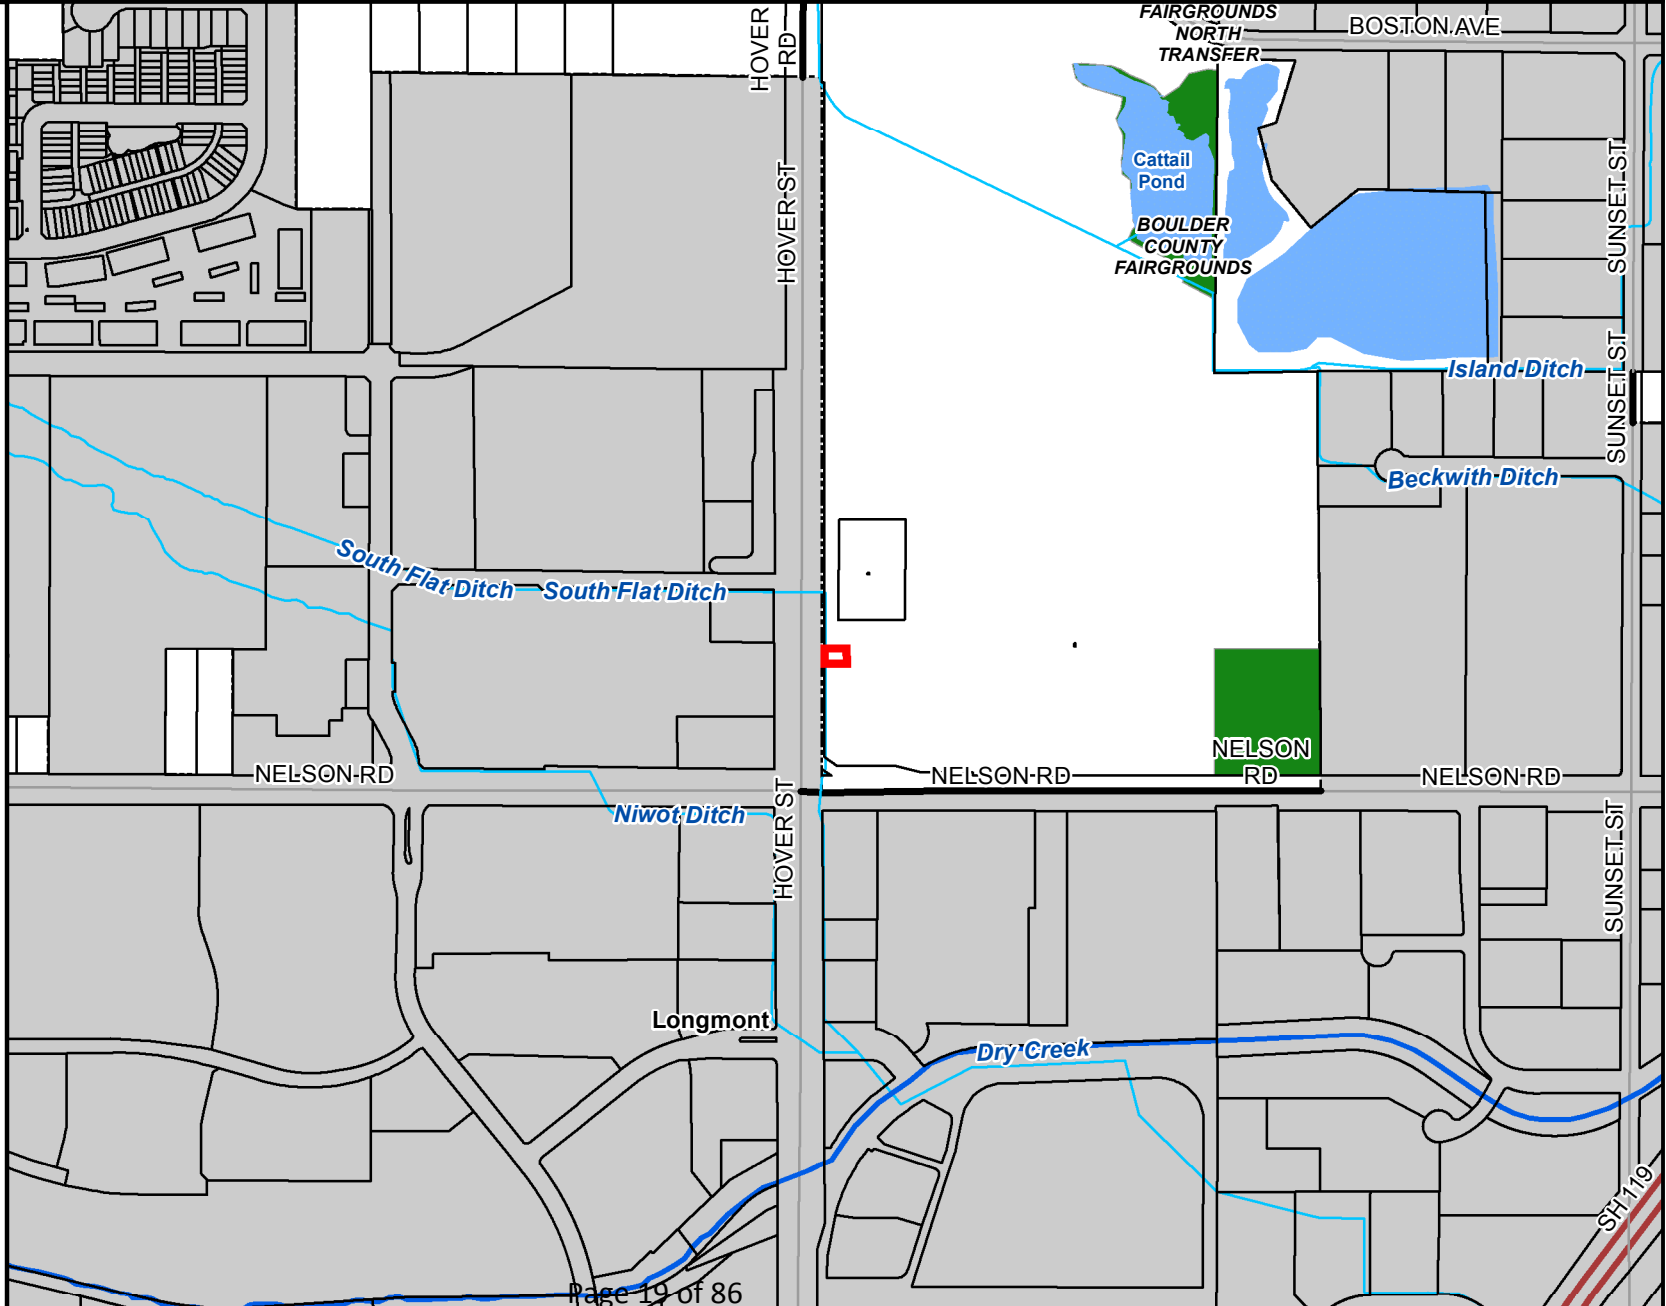 FAIRGROUNDS
NORTH
TRANSFER
BOSTON AVE
HOVER
RD
HOVER ST
Cattail
Pond
BOULDER
COUNTY
FAIRGROUNDS
SUNSET ST
SUNSET ST
Island Ditch
Beckwith Ditch
South Flat Ditch
South Flat Ditch
NELSON RD
NELSON RD
NELSON
RD
NELSON RD
Niwot Ditch
HOVER ST
SUNSET ST
Longmont
Dry Creek
SH 119
Page 19 of 86